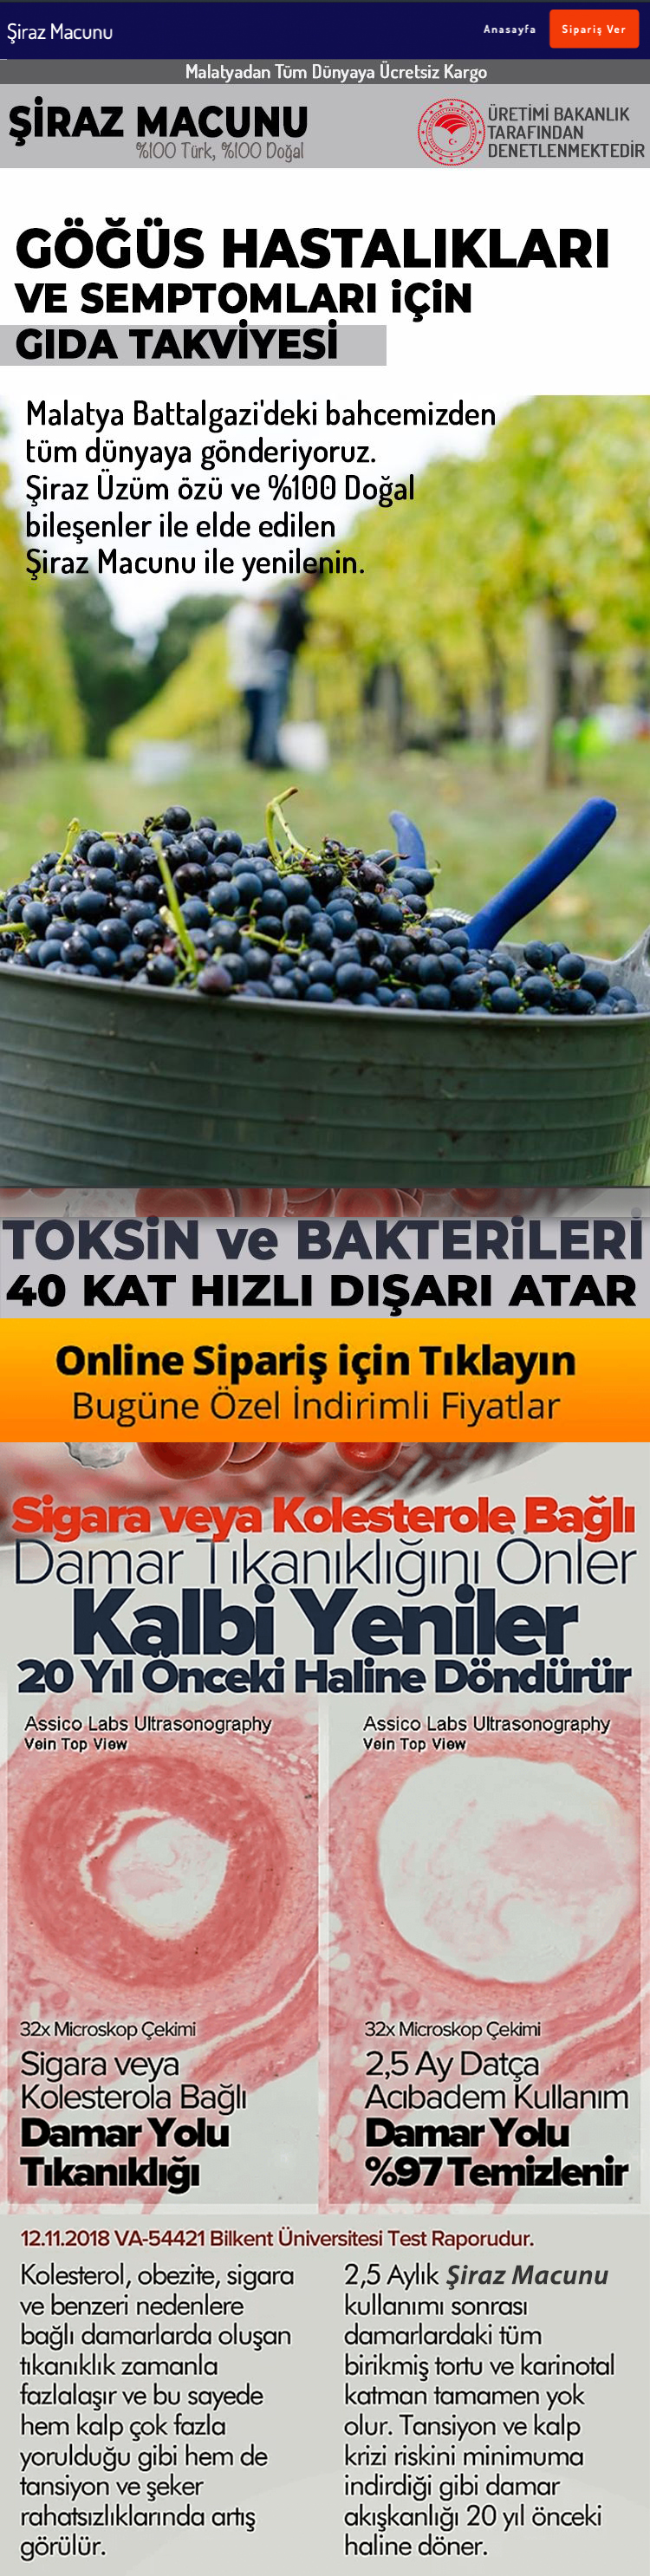 Şiraz Macunu
Anasayfa
Sipariş Ver
Malatyadan Tüm Dünyaya Ücretsiz Kargo
ŞİRAZ MACUNU
%100 Türk, %100 Doğal
ÜRETİMİ BAKANLIK
TARAFINDAN
DENETLENMEKTEDİR
GÖĞÜS HASTALIKLARI
VE SEMPTOMLARI İÇİN
GIDA TAKVİYESİ
Malatya Battalgazi'deki bahcemizden
tüm dünyaya gönderiyoruz.
Şiraz Üzüm özü ve %100 Doğal
bileşenler ile elde edilen
Şiraz Macunu ile yenilenin.
TOKSİN ve BAKTERİLERİ
40 KAT HIZLI DIŞARI ATAR
Online Sipariş için Tıklayın
Bugüne Özel İndirimli Fiyatlar
Sigara veya Kolesterole Bağlı
Damar Tıkanıklığını Önler
Kalbi Yeniler
20 Yıl Önceki Haline Döndürür
Assico Labs Ultrasonography
Vein Top View
32x Microskop Çekimi
Sigara veya
Kolesterola Bağlı
Damar Yolu
Tıkanıklığı
Assico Labs Ultrasonography
Vein Top View
32x Microskop Çekimi
2,5 Ay Datça
Acıbadem Kullanım
Damar Yolu
%97 Temizlenir
12.11.2018 VA-54421 Bilkent Üniversitesi Test Raporudur.
Kolesterol, obezite, sigara
ve benzeri nedenlere
bağlı damarlarda oluşan
tıkanıklık zamanla
fazlalaşır ve bu sayede
hem kalp çok fazla
yorulduğu gibi hem de
tansiyon ve şeker
rahatsızlıklarında artış
görülür.
2,5 Aylık Şiraz Macunu
kullanımı sonrası
damarlardaki tüm
birikmiş tortu ve karinotal
katman tamamen yok
olur. Tansiyon ve kalp
krizi riskini minimuma
indirdiği gibi damar
akışkanlığı 20 yıl önceki
haline döner.